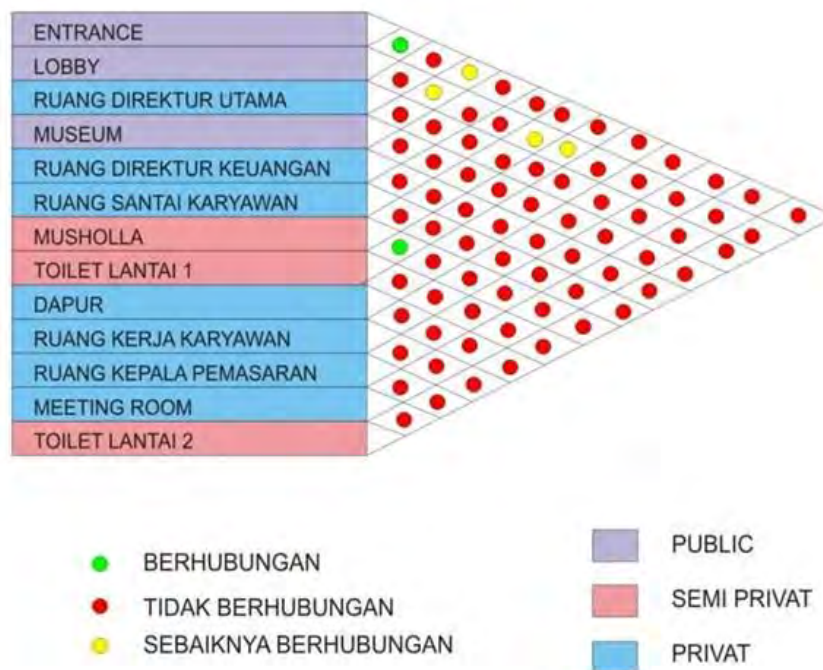 ENTRANCE
LOBBY
RUANG DIREKTUR UTAMA
MUSEUM
RUANG DIREKTUR KEUANGAN
RUANG SANTAI KARYAWAN
MUSHOLLA
TOILET LANTAI 1
DAPUR
RUANG KERJA KARYAWAN
RUANG KEPALA PEMASARAN
MEETING ROOM
TOILET LANTAI 2
BERHUBUNGAN
TIDAK BERHUBUNGAN
SEBAIKNYA BERHUBUNGAN
PUBLIC
SEMI PRIVAT
PRIVAT